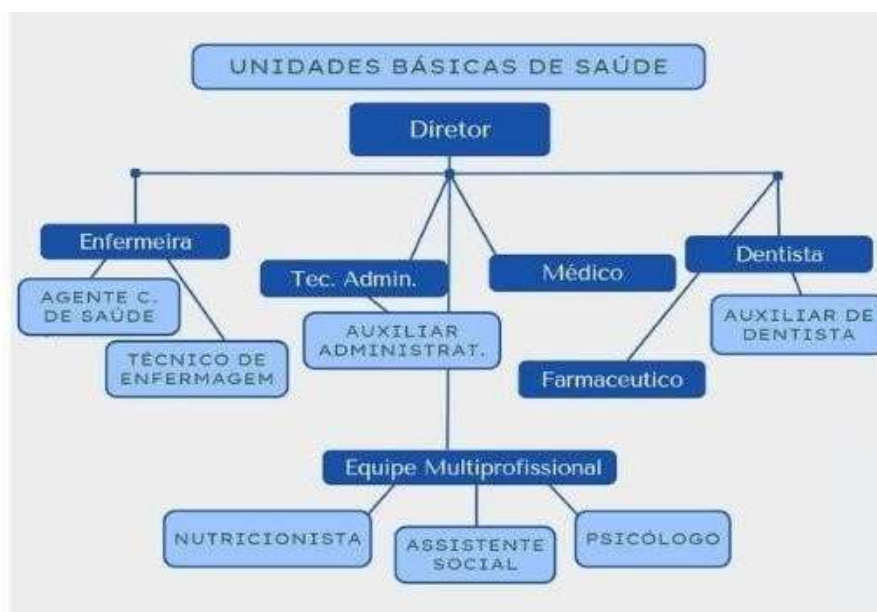 UNIDADES BÁSICAS DE SAÚDE
Diretor
Enfermeira
Tec. Admin.
Médico
Dentista
AGENTE C.
DE SAÚDE
TÉCNICO DE
ENFERMAGEM
AUXILIAR
ADMINISTRAT.
Farmaceutico
AUXILIAR DE
DENTISTA
Equipe Multiprofissional
NUTRICIONISTA
ASSISTENTE
SOCIAL
PSICÓLOGO